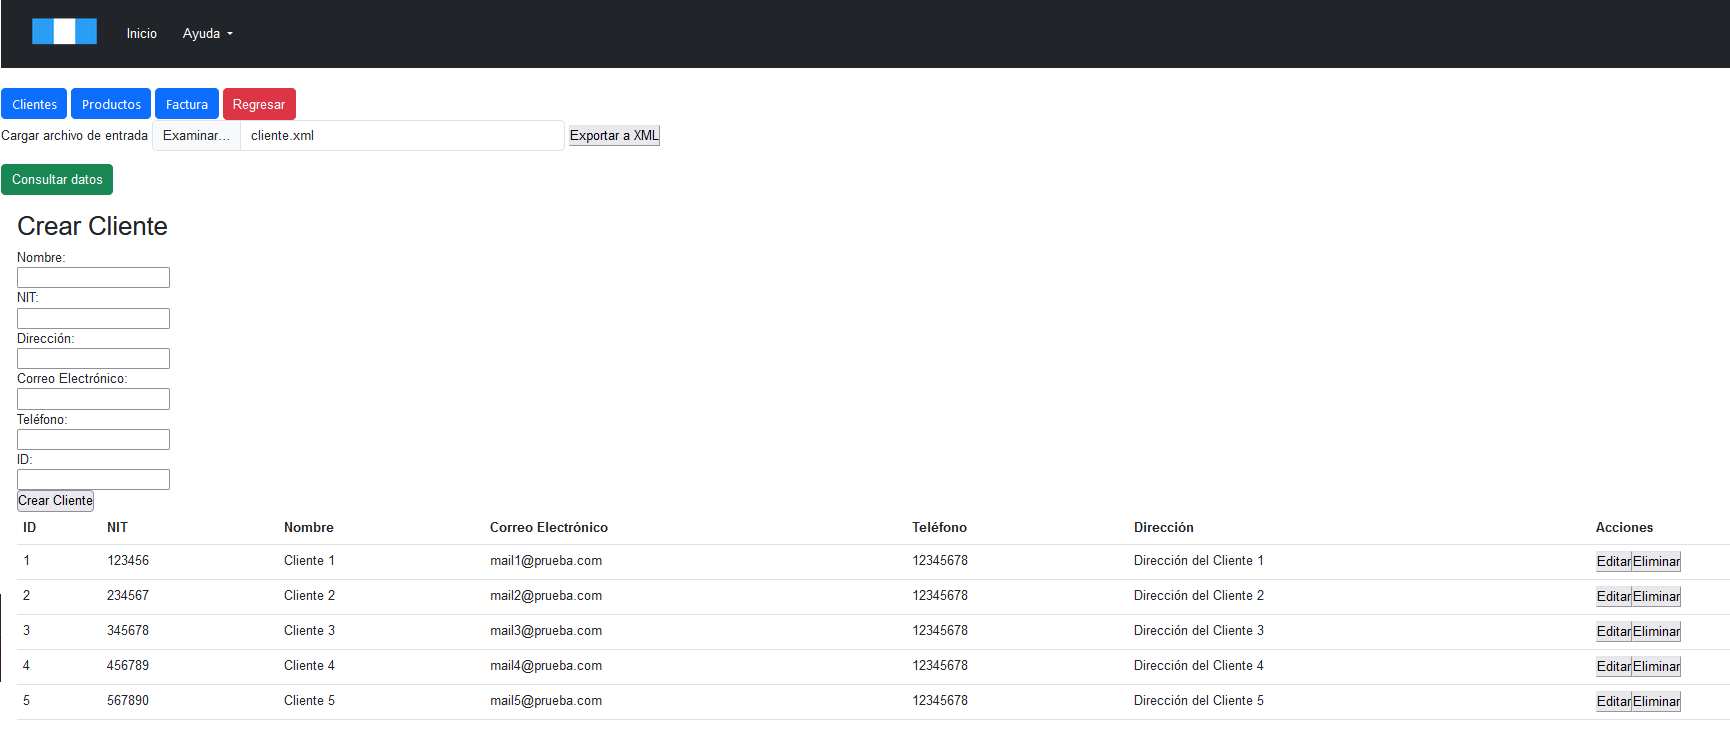 Inicio Ayuda
Clientes Productos Factura Regresar
Cargar archivo de entrada Examinar... cliente.xml Exportar a XML
Consultar datos
Crear Cliente
Nombre:
NIT:
Dirección:
Correo Electrónico:
Teléfono:
ID:
Crear Cliente
ID NIT Nombre Correo Electrónico Teléfono Dirección Acciones
1 123456 Cliente 1 mail1@prueba.com 12345678 Dirección del Cliente 1 Editar Eliminar
2 234567 Cliente 2 mail2@prueba.com 12345678 Dirección del Cliente 2 Editar Eliminar
3 345678 Cliente 3 mail3@prueba.com 12345678 Dirección del Cliente 3 Editar Eliminar
4 456789 Cliente 4 mail4@prueba.com 12345678 Dirección del Cliente 4 Editar Eliminar
5 567890 Cliente 5 mail5@prueba.com 12345678 Dirección del Cliente 5 Editar Eliminar